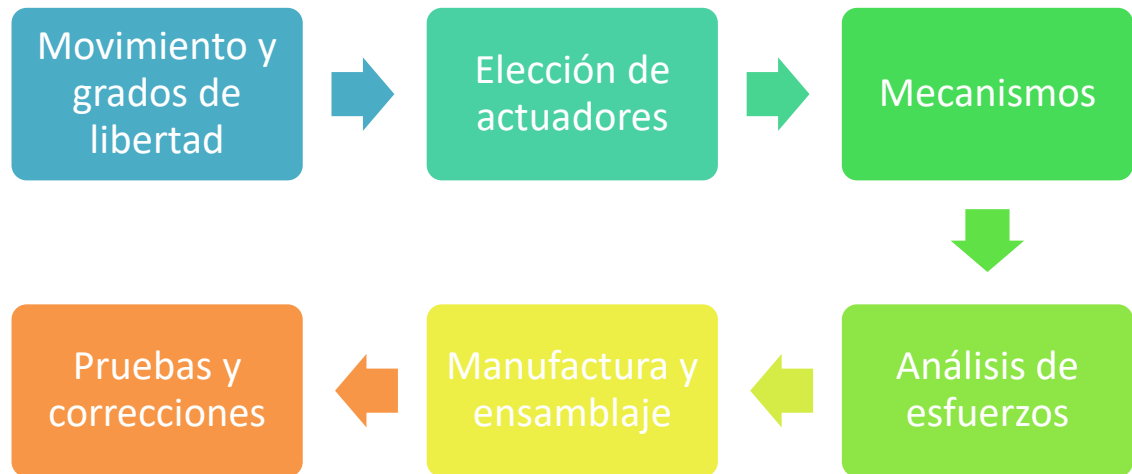 Movimiento y
grados de
libertad
Elección de
actuadores
Mecanismos
Análisis de
esfuerzos
Manufactura y
ensamblaje
Pruebas y
correcciones